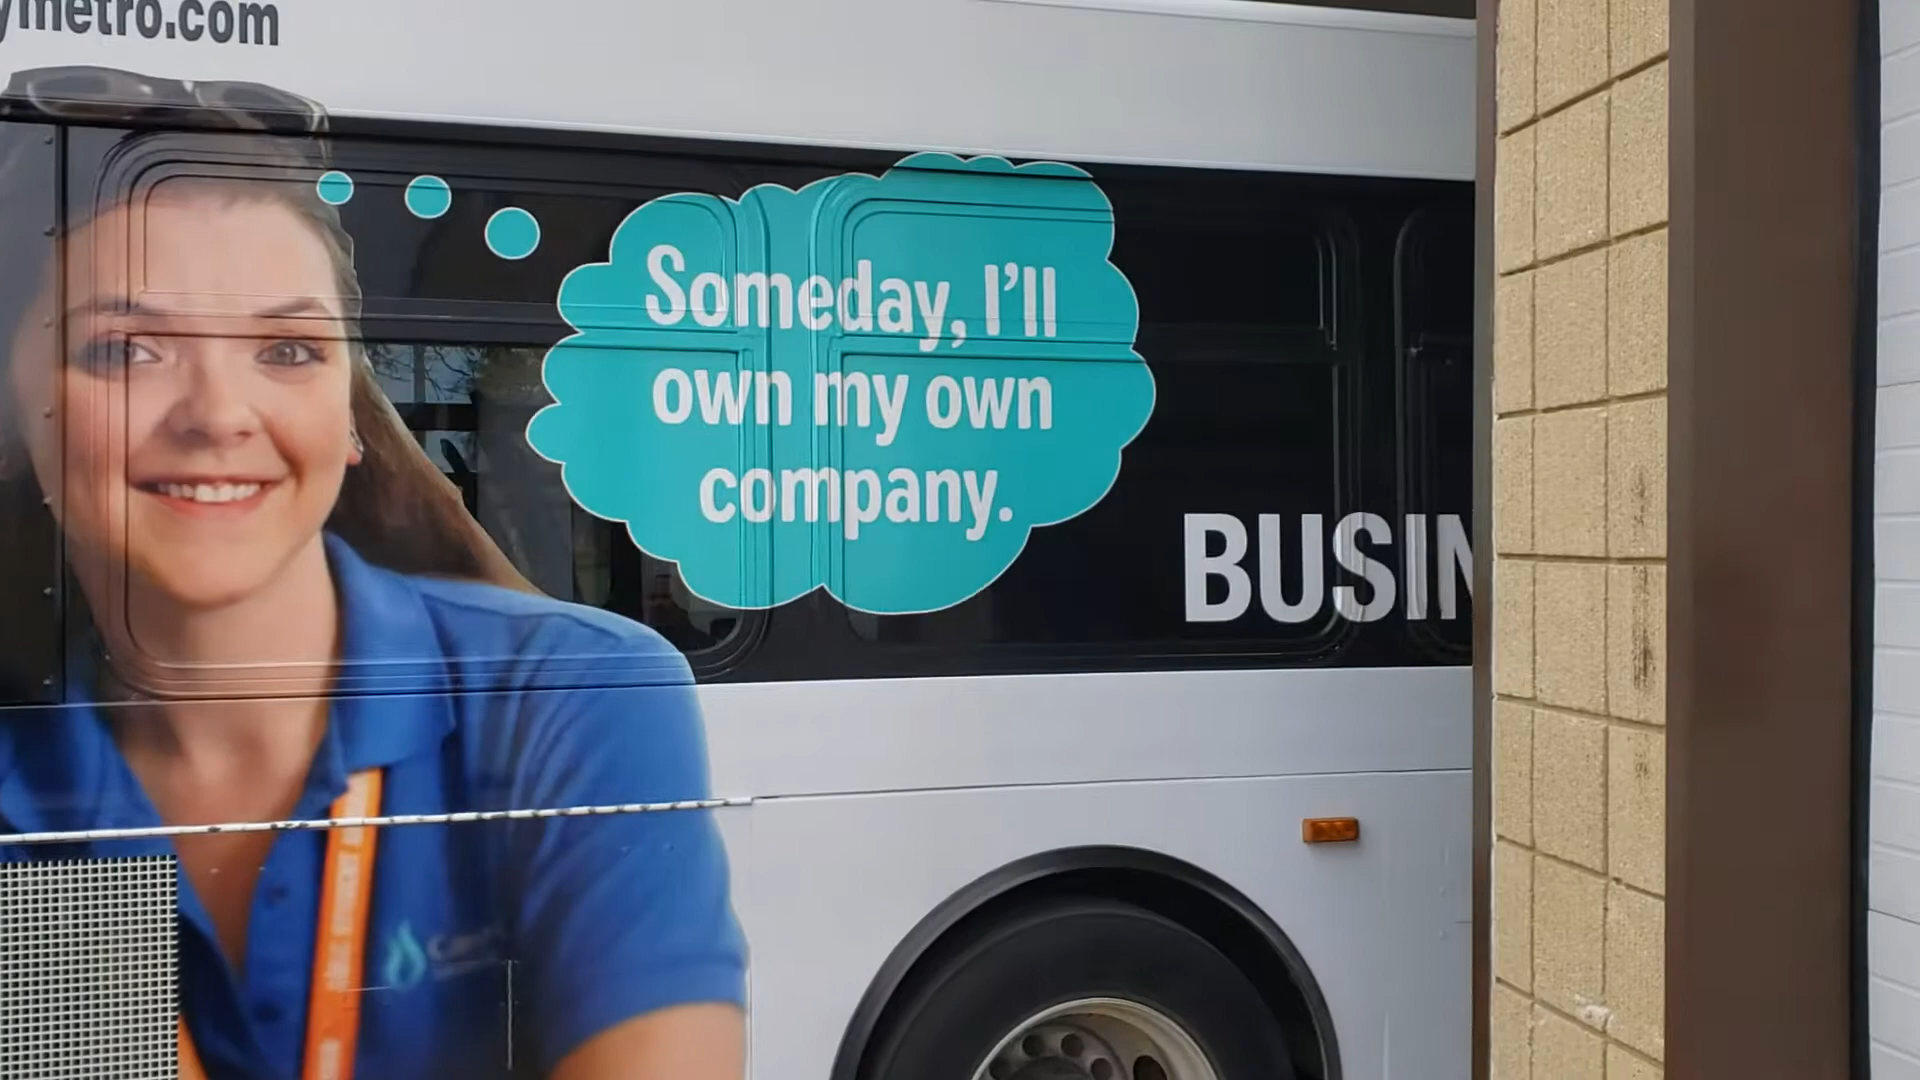 ymetro.com
Someday, I'll
own my own
company.
BUSIN